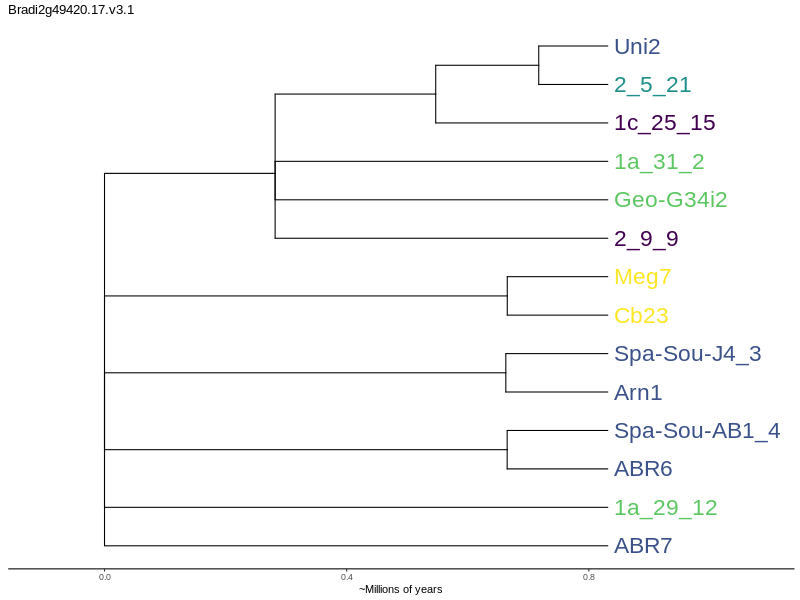 Bradi2g49420.17.v3.1
Uni2
2_5_21
1c_25_15
1a_31_2
Geo-G34i2
2_9_9
Meg7
Cb23
Spa-Sou-J4_3
Arn1
Spa-Sou-AB1_4
ABR6
1a_29_12
ABR7
0.0 0.4 0.8
~Millions of years